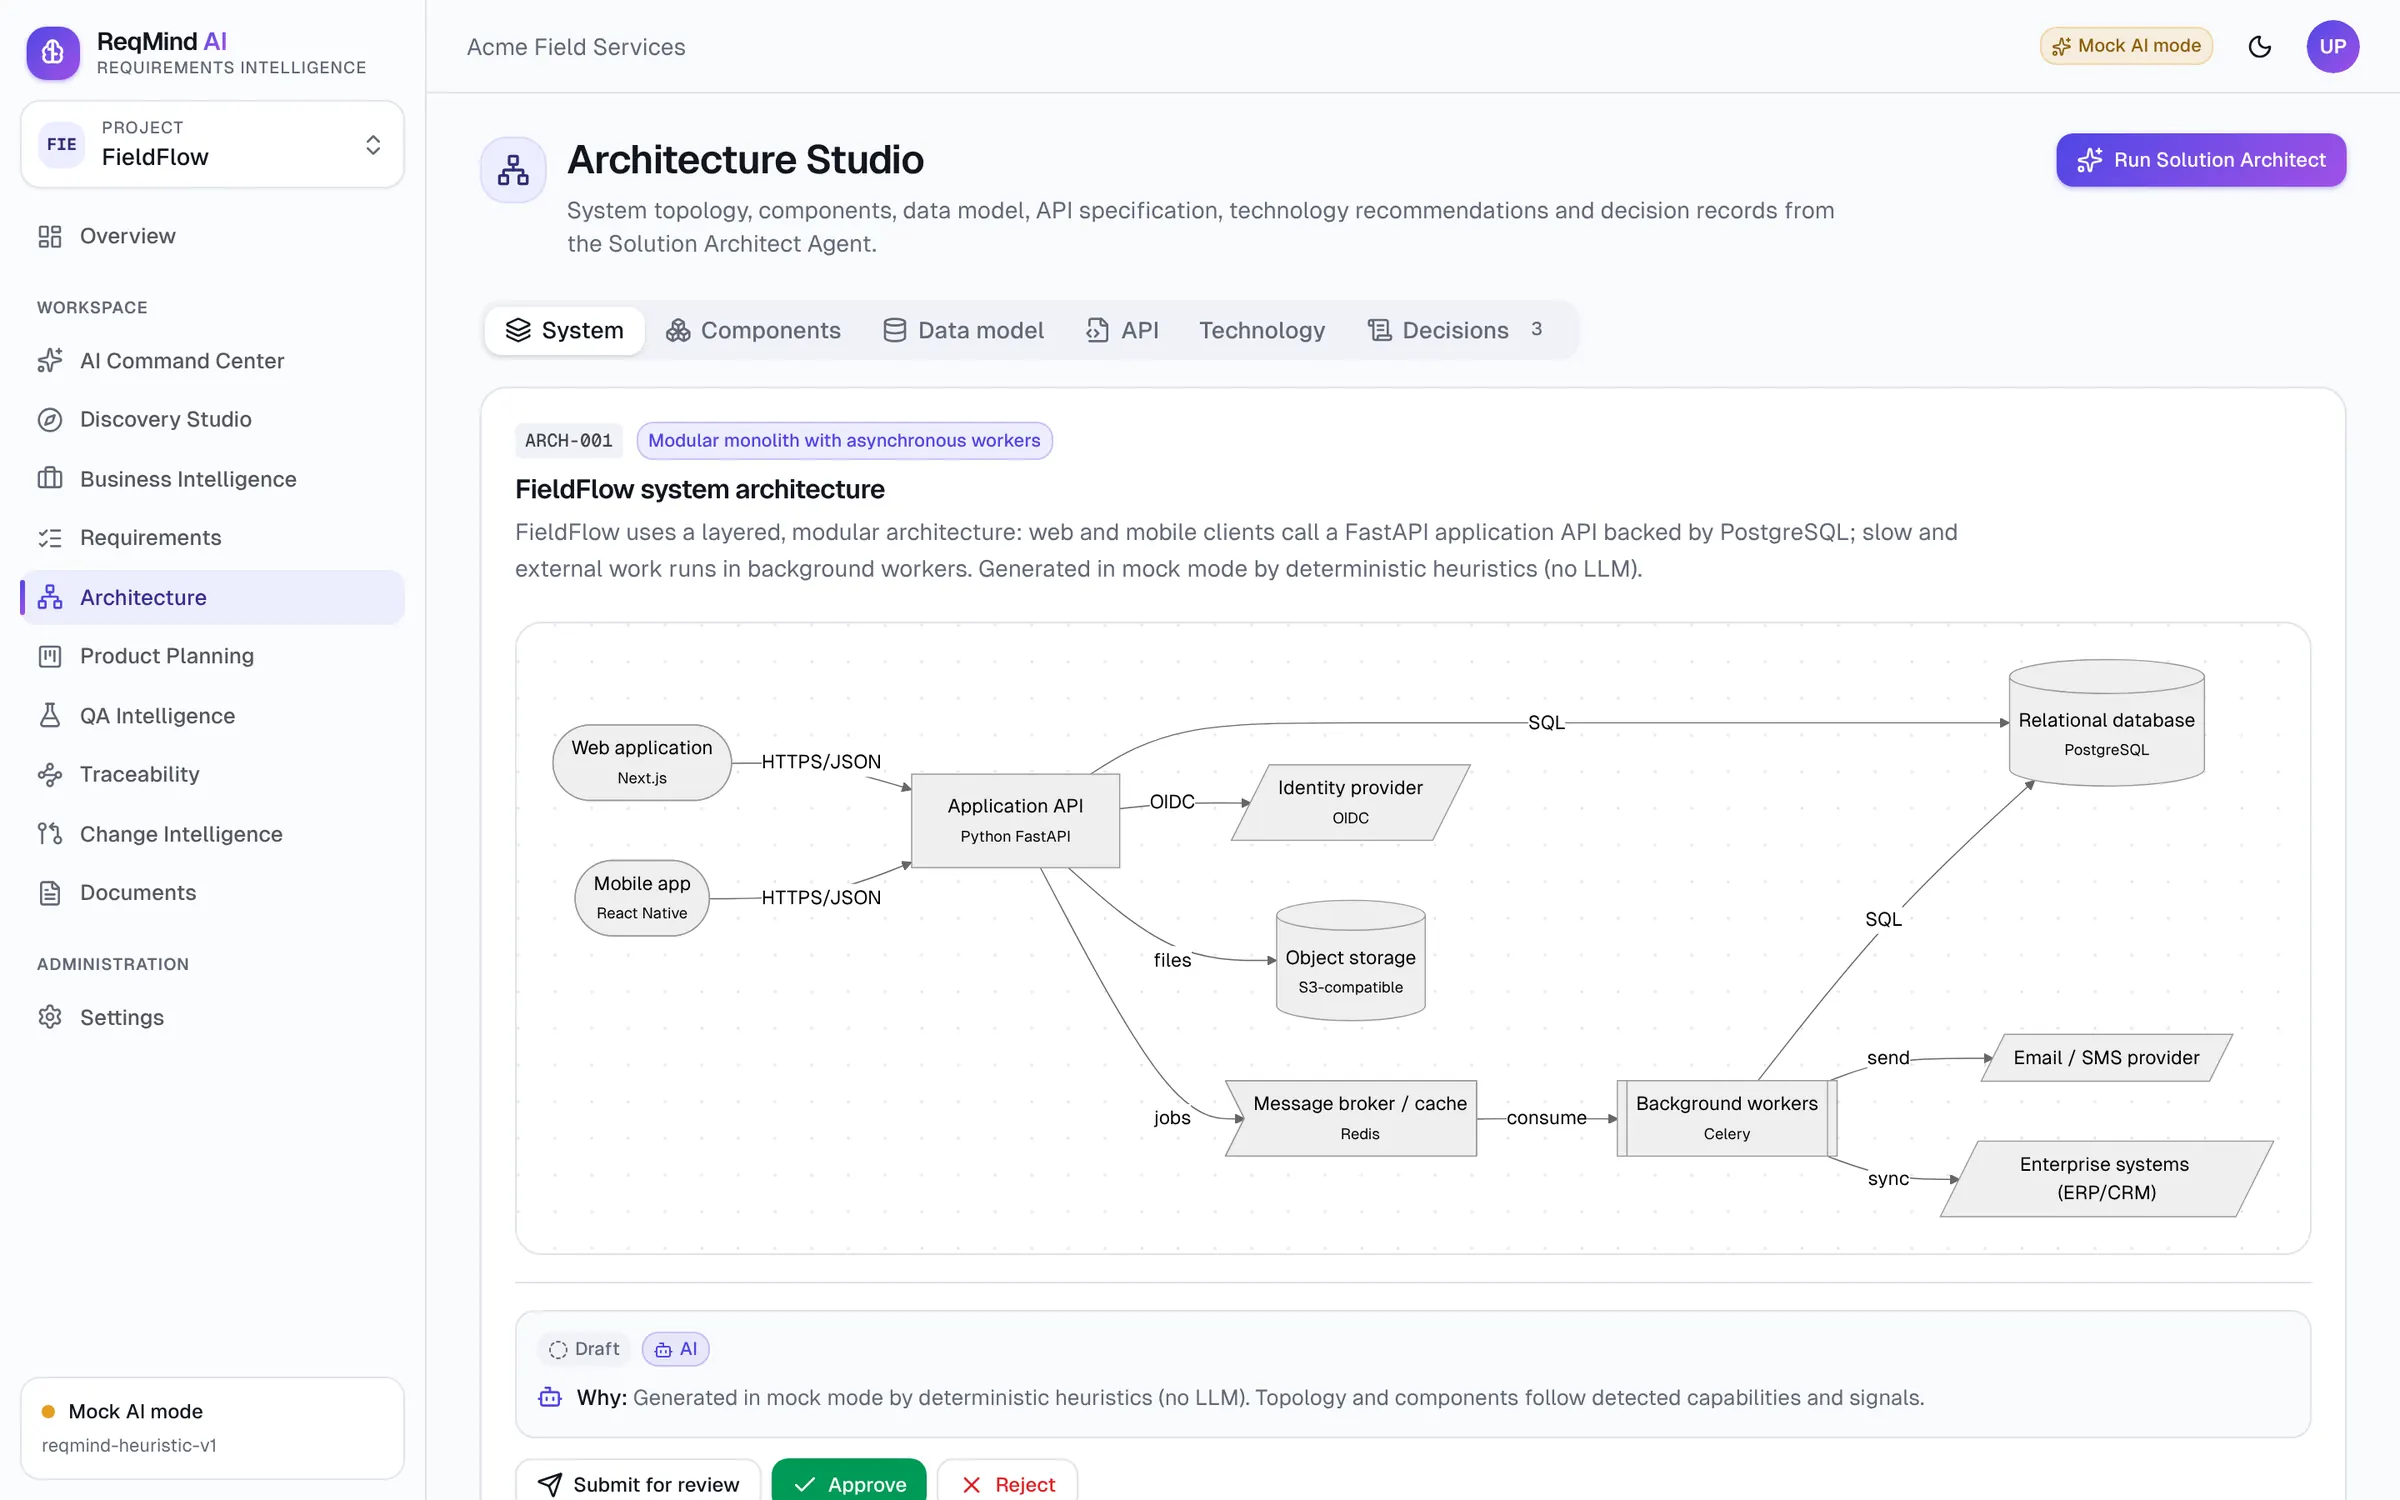 ReqMind AI
REQUIREMENTS INTELLIGENCE
FIE
PROJECT
FieldFlow
Overview
WORKSPACE
AI Command Center
Discovery Studio
Business Intelligence
Requirements
Architecture
Product Planning
QA Intelligence
Traceability
Change Intelligence
Documents
ADMINISTRATION
Settings
Mock AI mode
reqmind-heuristic-v1
Acme Field Services
Mock AI mode
UP
Architecture Studio
System topology, components, data model, API specification, technology recommendations and decision records from
the Solution Architect Agent.
Run Solution Architect
System
Components
Data model
API
Technology
Decisions 3
ARCH-001
Modular monolith with asynchronous workers
FieldFlow system architecture
FieldFlow uses a layered, modular architecture: web and mobile clients call a FastAPI application API backed by PostgreSQL; slow and
external work runs in background workers. Generated in mock mode by deterministic heuristics (no LLM).
Web application
Next.js
HTTPS/JSON
Mobile app
React Native
HTTPS/JSON
Application API
Python FastAPI
SQL
OIDC
files
jobs
Identity provider
OIDC
Object storage
S3-compatible
Message broker / cache
Redis
consume
Background workers
Celery
SQL
send
sync
Relational database
PostgreSQL
Email / SMS provider
Enterprise systems
(ERP/CRM)
Draft
AI
Why: Generated in mock mode by deterministic heuristics (no LLM). Topology and components follow detected capabilities and signals.
Submit for review
Approve
Reject